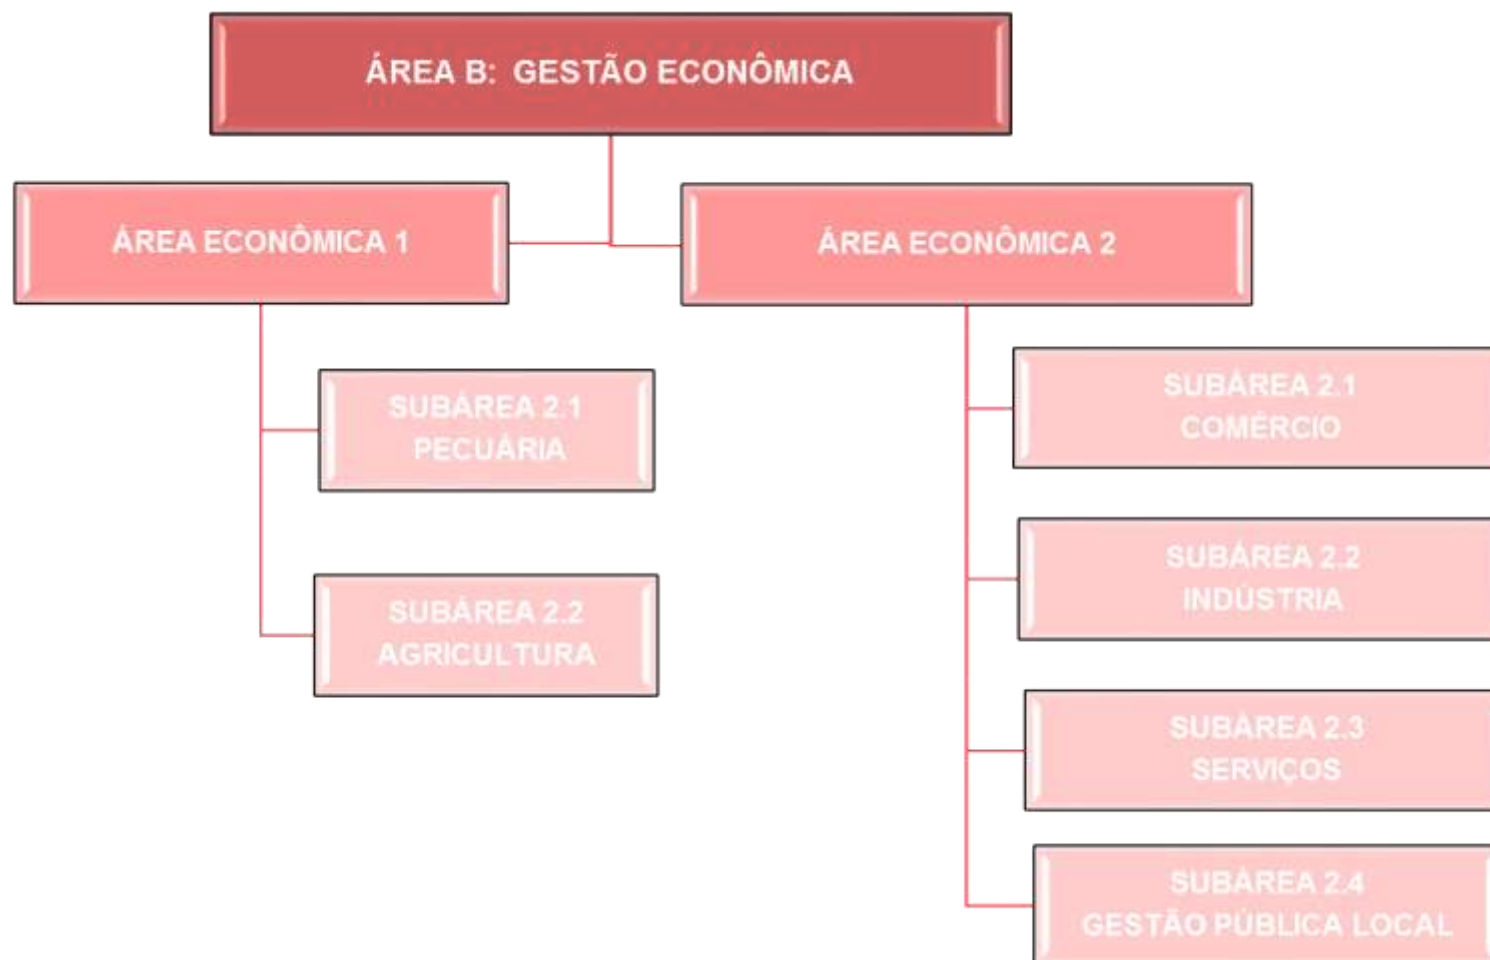 ÁREA B: GESTÃO ECONÔMICA
ÁREA ECONÔMICA 1
ÁREA ECONÔMICA 2
SUBÁREA 2.1
PECUÁRIA
SUBÁREA 2.2
AGRICULTURA
SUBÁREA 2.1
COMÉRCIO
SUBÁREA 2.2
INDÚSTRIA
SUBÁREA 2.3
SERVIÇOS
SUBÁREA 2.4
GESTÃO PÚBLICA LOCAL